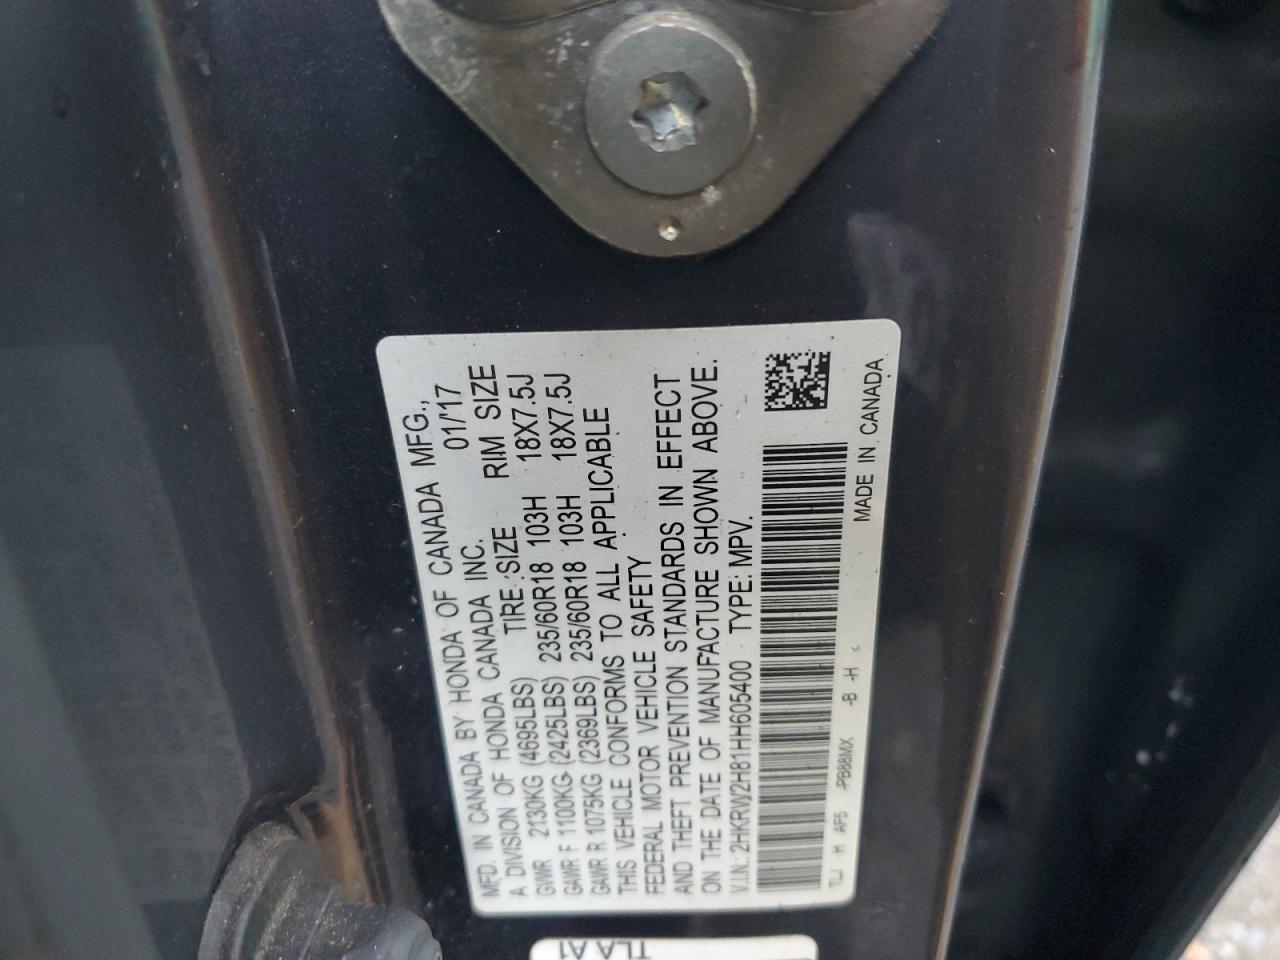 MFD. IN CANADA BY HONDA OF CANADA MFG.,
A DIVISION OF HONDA CANADA INC. 01/17
TIRE SIZE RIM SIZE
GVWR 2130KG (4695LBS)
GAWR F 1100KG (2425LBS) 235/60R18 103H 18X7.5J
GAWR R 1075KG (2369LBS) 235/60R18 103H 18X7.5J
THIS VEHICLE CONFORMS TO ALL APPLICABLE
FEDERAL MOTOR VEHICLE SAFETY
AND THEFT PREVENTION STANDARDS IN EFFECT
ON THE DATE OF MANUFACTURE SHOWN ABOVE.
V.I.N.: 2HKRW2H81HH605400 TYPE: MPV.
TLJ H AF5 PB88MX -B -H <
MADE IN CANADA